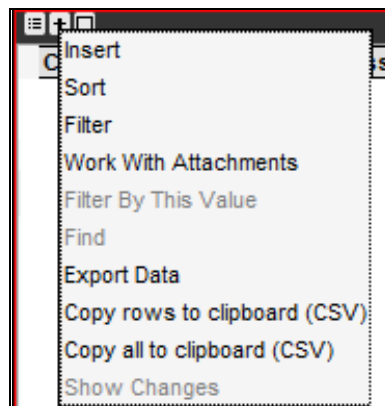 Insert
Sort
Filter
Work With Attachments
Filter By This Value
Find
Export Data
Copy rows to clipboard (CSV)
Copy all to clipboard (CSV)
Show Changes